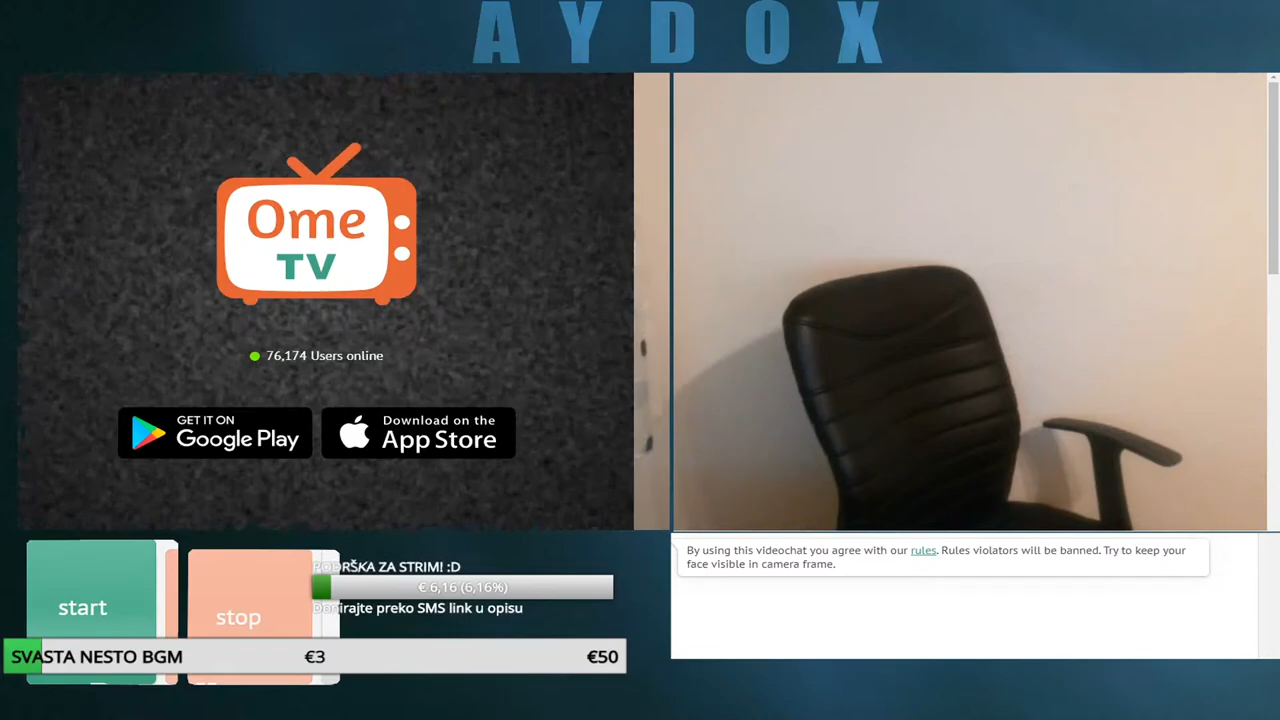 AYDOX
Ome
TV
76,174 Users online
GET IT ON
Google Play
Download on the
App Store
By using this videochat you agree with our rules. Rules violators will be banned. Try to keep your
face visible in camera frame.
start
stop
PODRŠKA ZA STRIM! :D
€ 6,16 (6,16%)
Donirajte preko SMS link u opisu
SVASTA NESTO BGM €3 €50